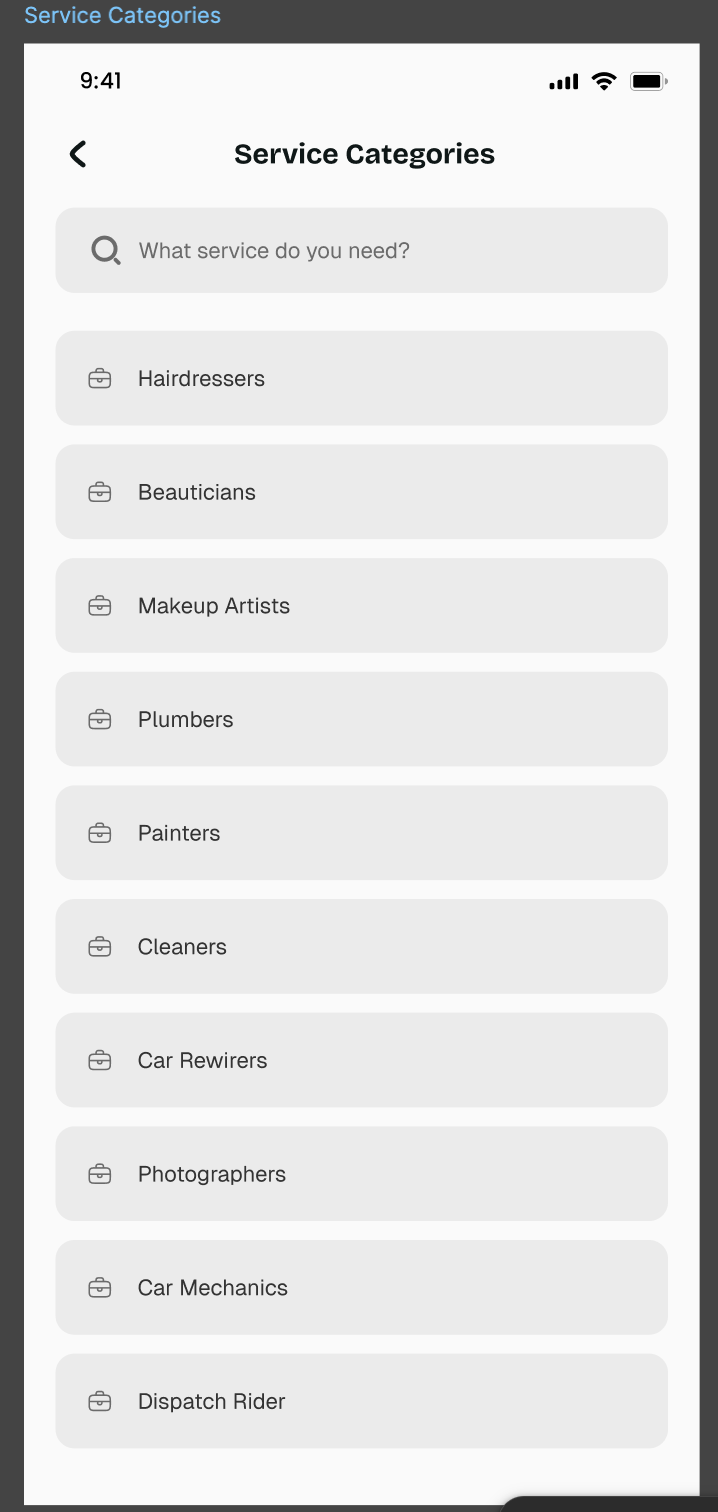 Service Categories
9:41
Service Categories
What service do you need?
Hairdressers
Beauticians
Makeup Artists
Plumbers
Painters
Cleaners
Car Rewirers
Photographers
Car Mechanics
Dispatch Rider